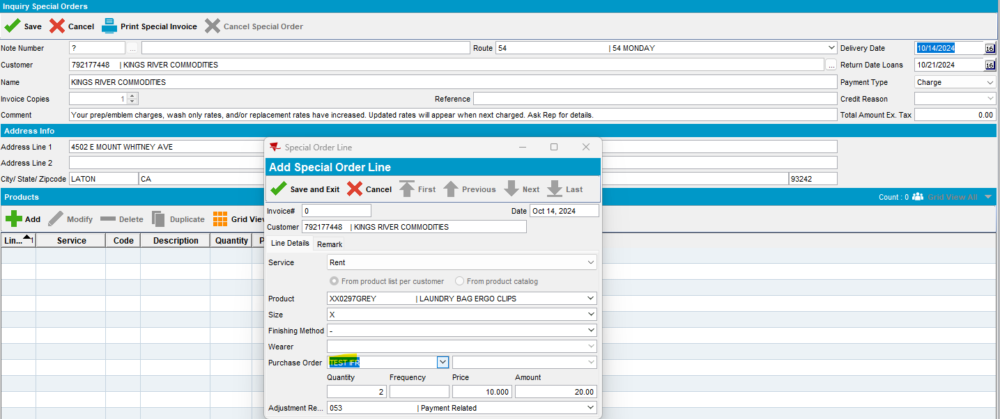 Inquiry Special Orders
Save Cancel Print Special Invoice Cancel Special Order
Note Number ? ... Route 54 | 54 MONDAY Delivery Date 10/14/2024 16
Customer 792177448 | KINGS RIVER COMMODITIES ... Return Date Loans 10/21/2024 16
Name KINGS RIVER COMMODITIES Payment Type Charge
Invoice Copies 1 Reference Credit Reason
Comment Your prep/emblem charges, wash only rates, and/or replacement rates have increased. Updated rates will appear when next charged. Ask Rep for details. Total Amount Ex. Tax 0.00
Address Info
Address Line 1 4502 E MOUNT WHITNEY AVE
Address Line 2
City/ State/ Zipcode LATON CA 93242
Products Count : 0 Grid View All
Add Modify Delete Duplicate Grid View
Lin... 1 Service Code Description Quantity P
Special Order Line
Add Special Order Line
Save and Exit Cancel First Previous Next Last
Invoice# 0 Date Oct 14, 2024
Customer 792177448 | KINGS RIVER COMMODITIES
Line Details Remark
Service Rent
From product list per customer From product catalog
Product XX0297GREY | LAUNDRY BAG ERGO CLIPS
Size X
Finishing Method -
Wearer
Purchase Order TEST IFR
Quantity Frequency Price Amount
2 10.000 20.00
Adjustment Re... 053 | Payment Related